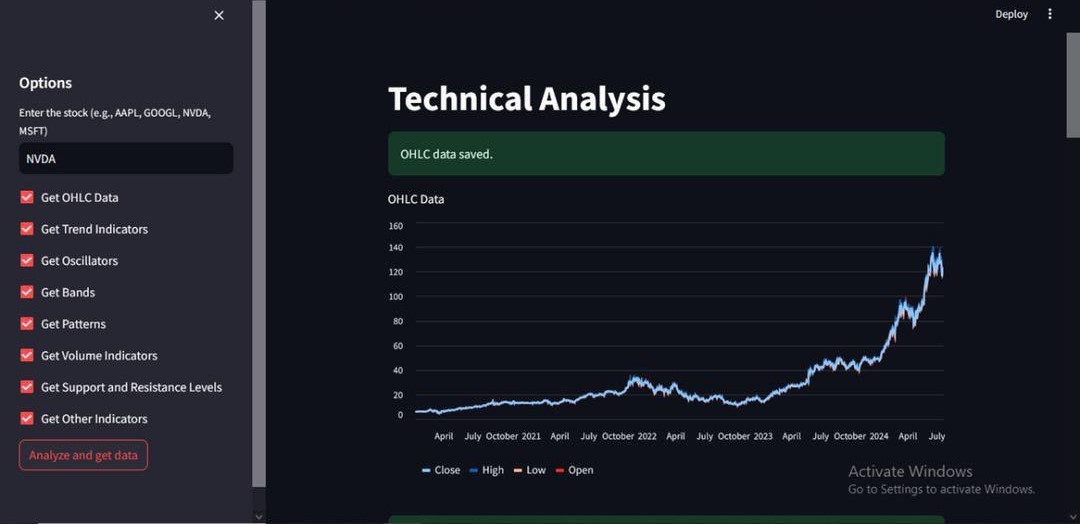 Deploy
Options
Enter the stock (e.g., AAPL, GOOGL, NVDA,
MSFT)
NVDA
Get OHLC Data
Get Trend Indicators
Get Oscillators
Get Bands
Get Patterns
Get Volume Indicators
Get Support and Resistance Levels
Get Other Indicators
Analyze and get data
Technical Analysis
OHLC data saved.
OHLC Data
160
140
120
100
80
60
40
20
0
April July October 2021 April July October 2022 April July October 2023 April July October 2024 April July
Close High Low Open
Activate Windows
Go to Settings to activate Windows.